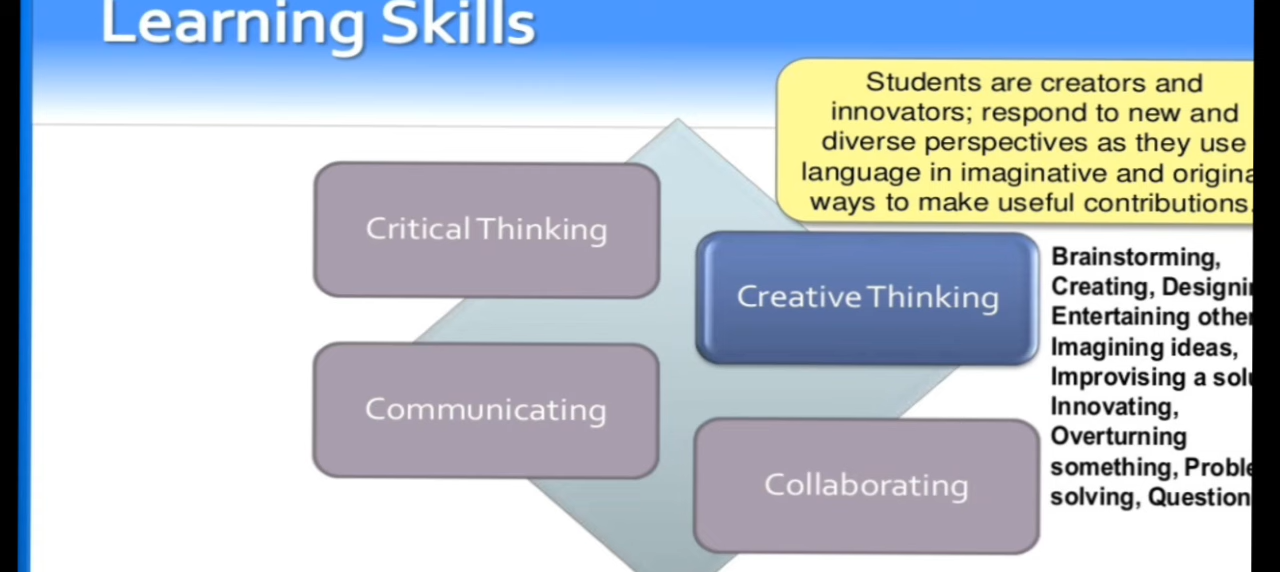 Learning Skills
Students are creators and
innovators; respond to new and
diverse perspectives as they use
language in imaginative and
ways to make useful contributions.
Critical Thinking
Creative Thinking
Communicating
Collaborating
Brainstorming,
Creating,
Entertaining
Imagining ideas,
Improvising a
Innovating,
Overturning
something,
solving,